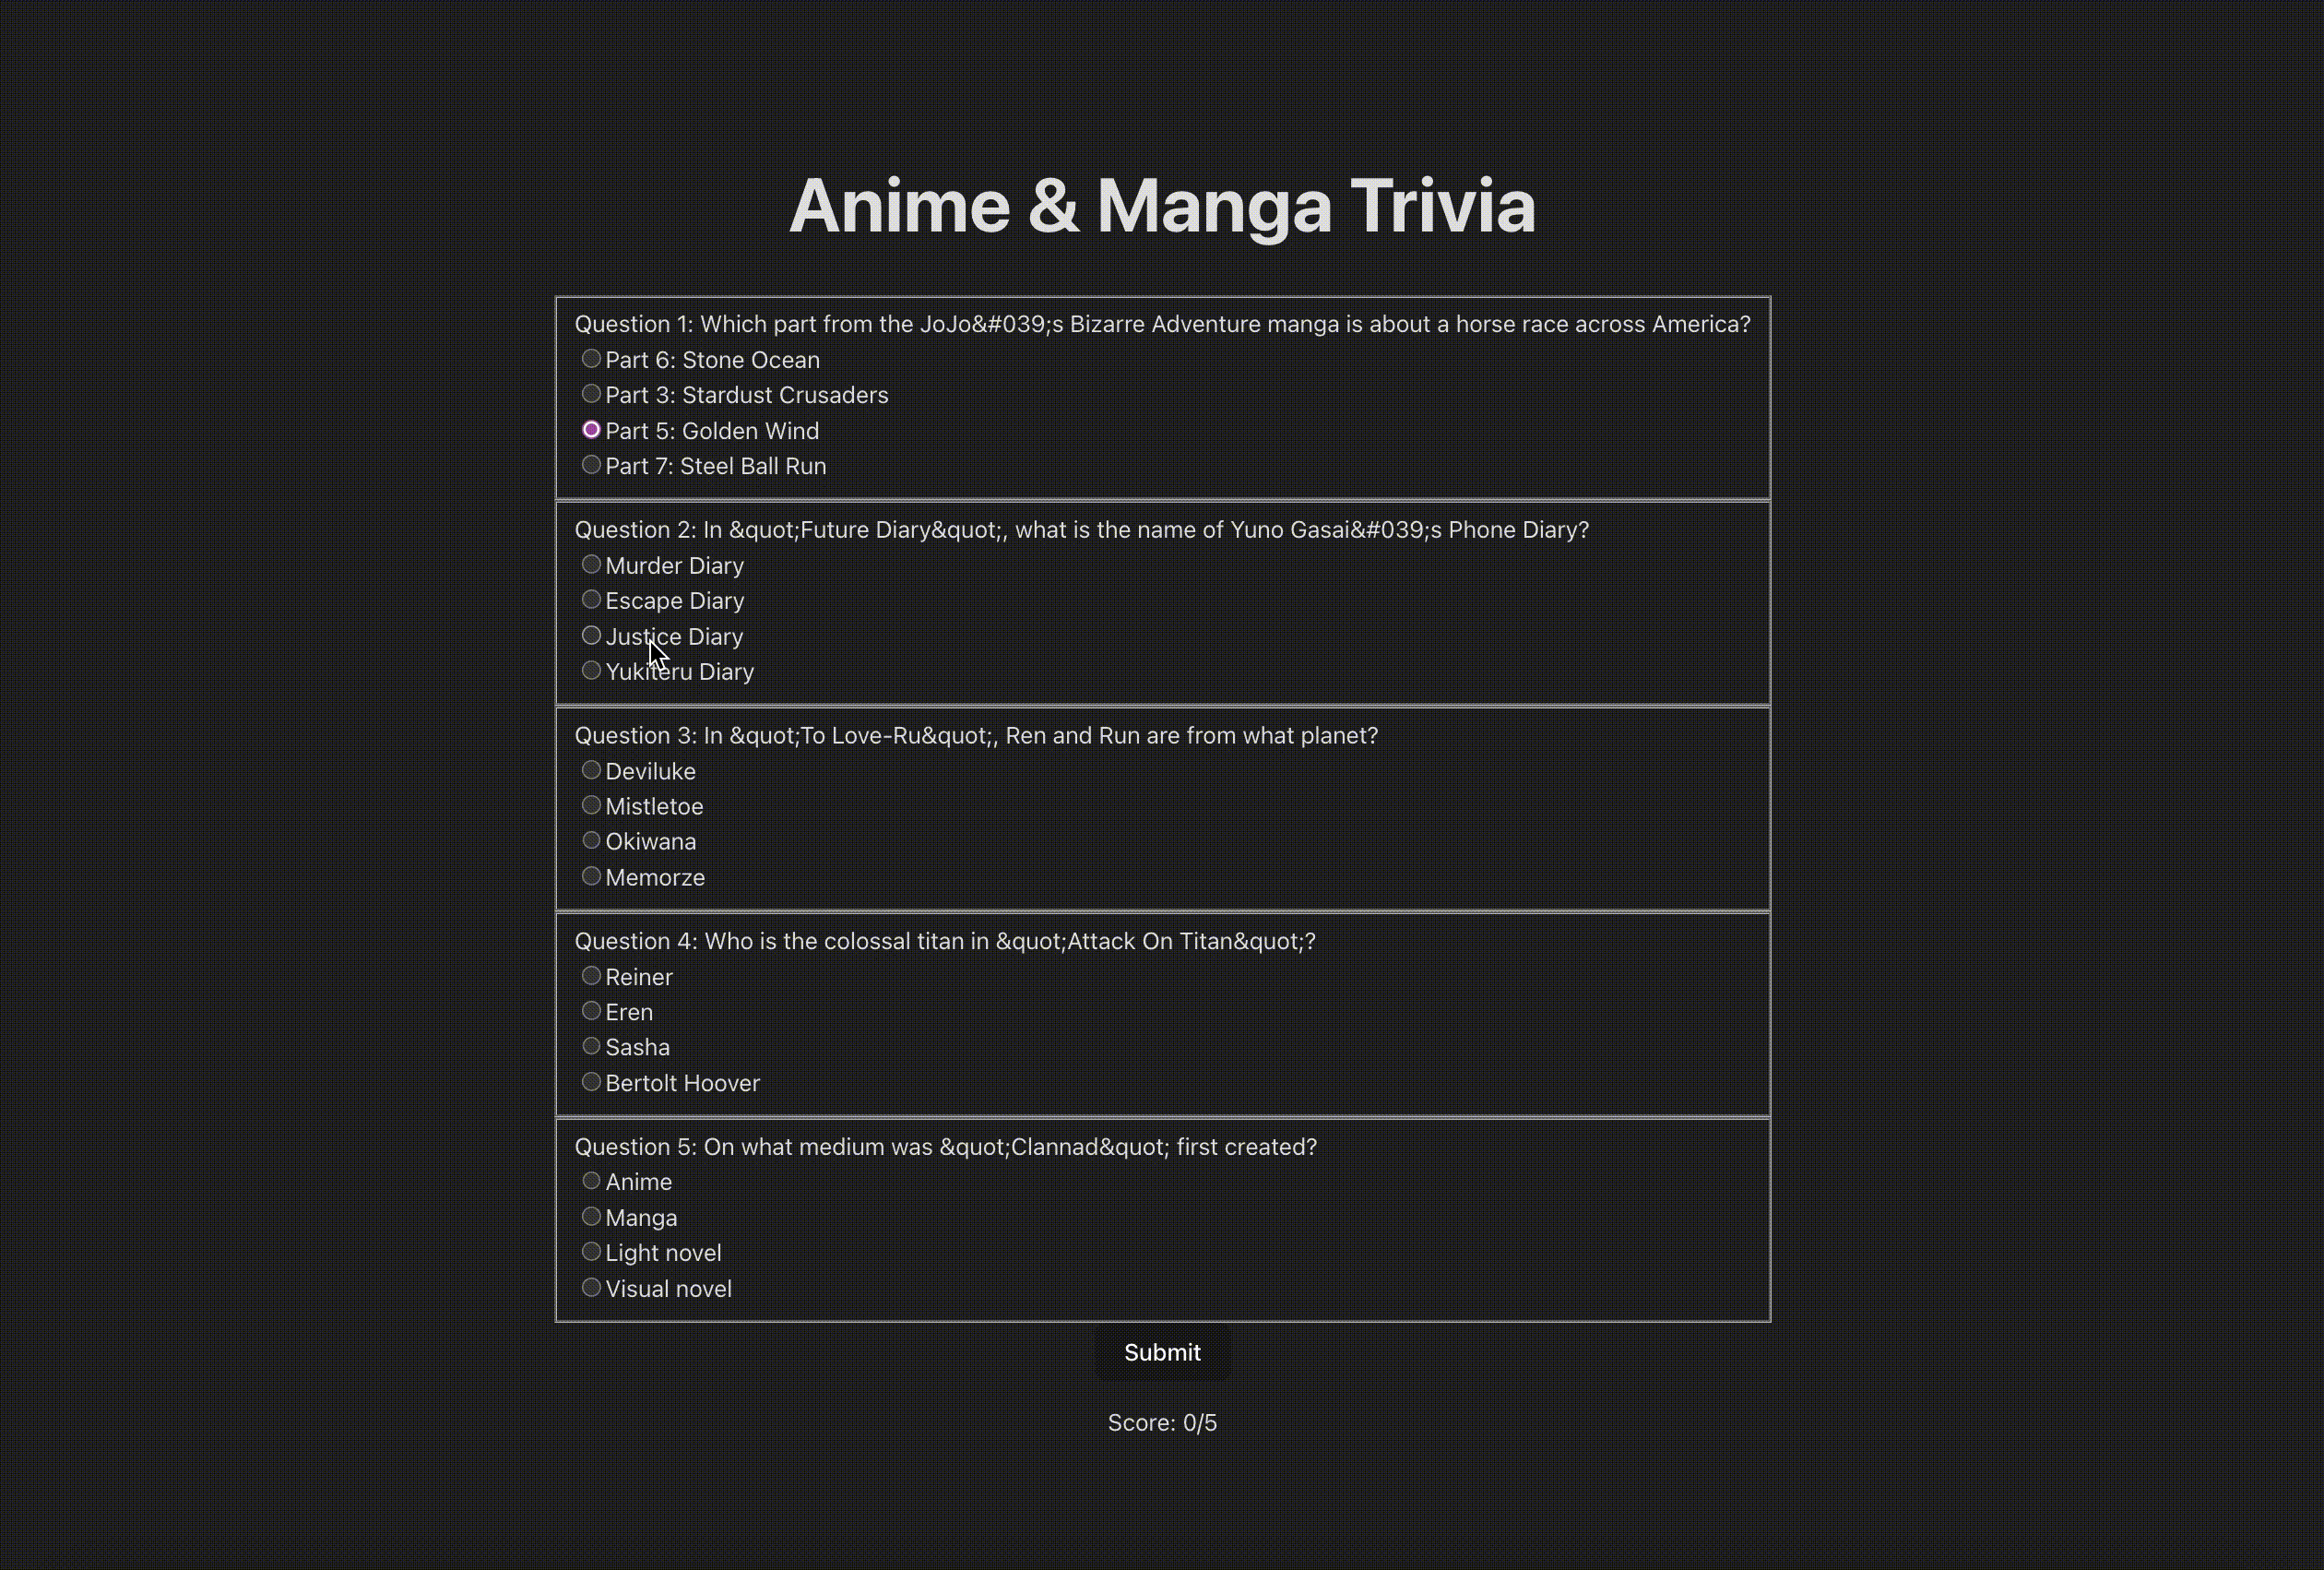 Anime & Manga Trivia
Question 1: Which part from the JoJo&#039;s Bizarre Adventure manga is about a horse race across America?
Part 6: Stone Ocean
Part 3: Stardust Crusaders
Part 5: Golden Wind
Part 7: Steel Ball Run
Question 2: In &quot;Future Diary&quot;, what is the name of Yuno Gasai&#039;s Phone Diary?
Murder Diary
Escape Diary
Justice Diary
Yukiteru Diary
Question 3: In &quot;To Love-Ru&quot;, Ren and Run are from what planet?
Deviluke
Mistletoe
Okiwana
Memorze
Question 4: Who is the colossal titan in &quot;Attack On Titan&quot;?
Reiner
Eren
Sasha
Bertolt Hoover
Question 5: On what medium was &quot;Clannad&quot; first created?
Anime
Manga
Light novel
Visual novel
Submit
Score: 0/5